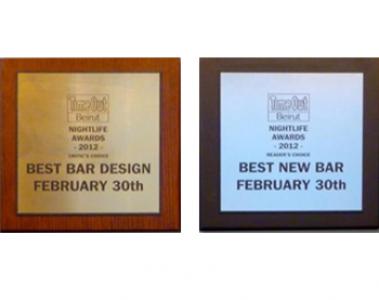 Time Out
Beirut
NIGHTLIFE
AWARDS
- 2012 -
CRITIC'S CHOICE
BEST BAR DESIGN
FEBRUARY 30th
Time Out
Beirut
NIGHTLIFE
AWARDS
- 2012 -
READER'S CHOICE
BEST NEW BAR
FEBRUARY 30th